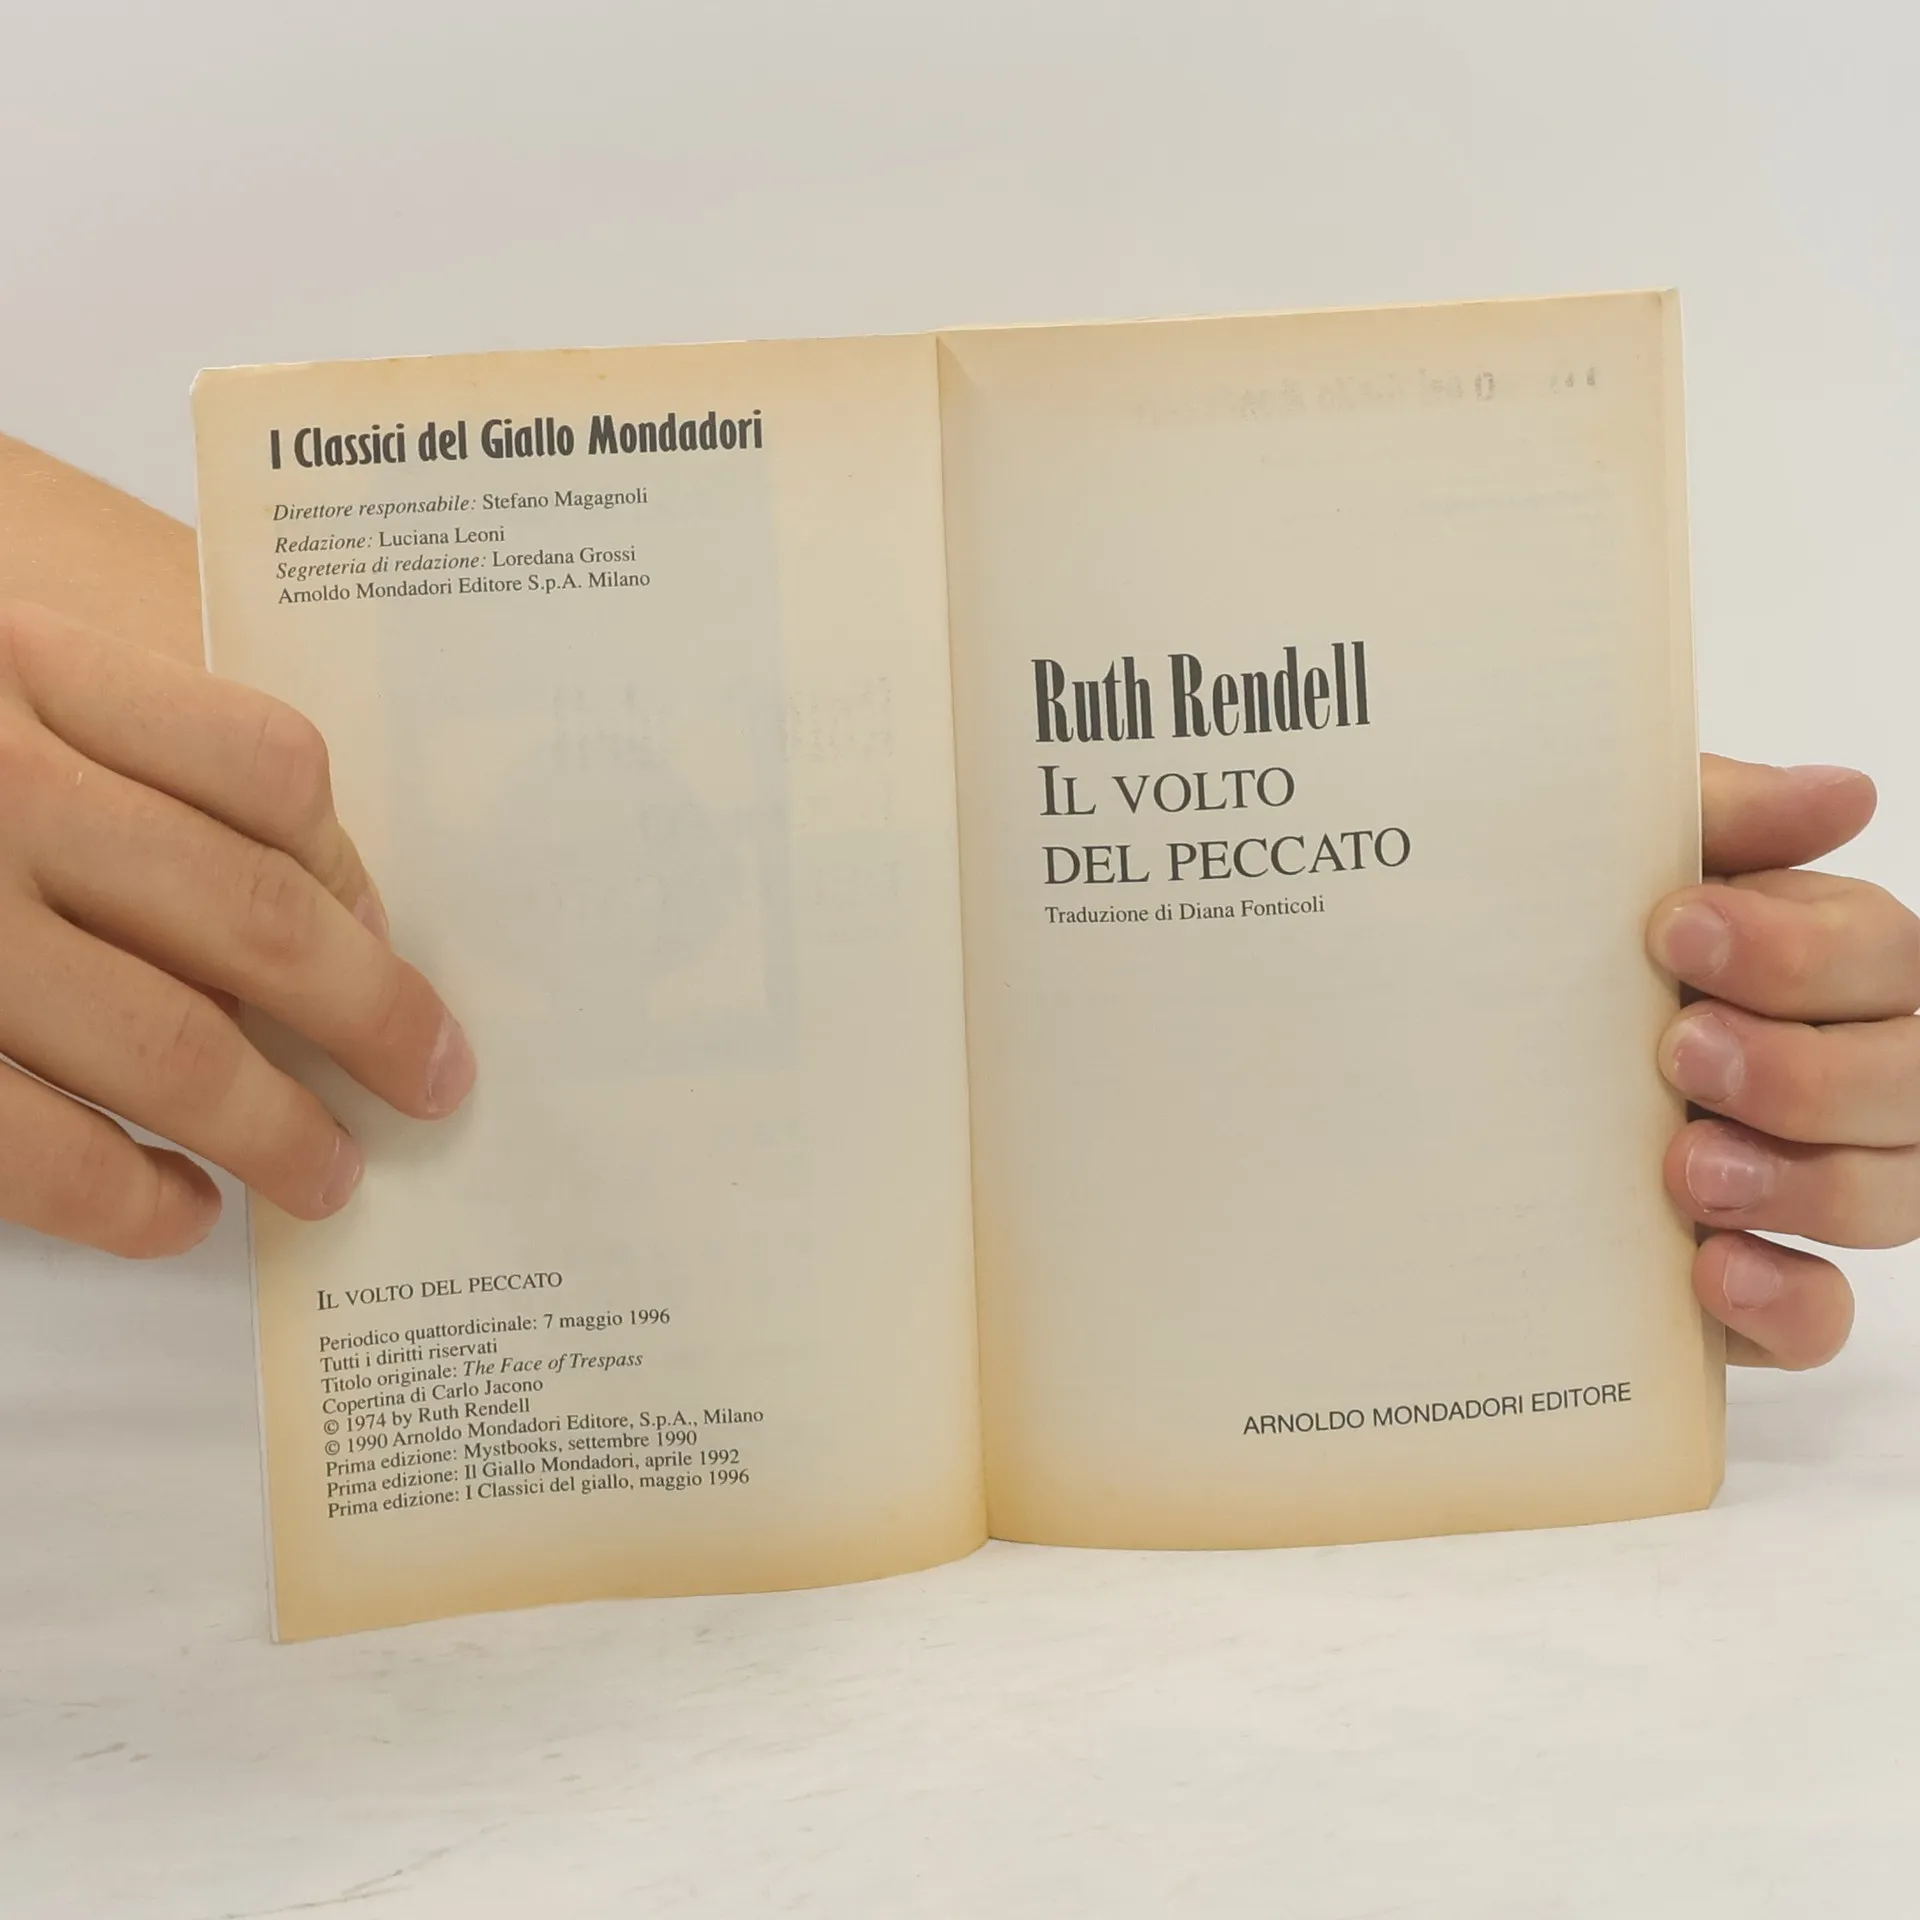 I Classici del Giallo Mondadori
Direttore responsabile: Stefano Magagnoli
Redazione: Luciana Leoni
Segreteria di redazione: Loredana Grossi
Arnoldo Mondadori Editore S.p.A. Milano
IL VOLTO DEL PECCATO
Periodico quattordicinale: 7 maggio 1996
Tutti i diritti riservati
Titolo originale: The Face of Trespass
Copertina di Carlo Jacono
© 1974 by Ruth Rendell
© 1990 Arnoldo Mondadori Editore, S.p.A., Milano
Prima edizione: Mystbooks, settembre 1990
Prima edizione: Il Giallo Mondadori, aprile 1992
Prima edizione: I Classici del giallo, maggio 1996
Ruth Rendell
IL VOLTO
DEL PECCATO
Traduzione di Diana Fonticoli
ARNOLDO MONDADORI EDITORE